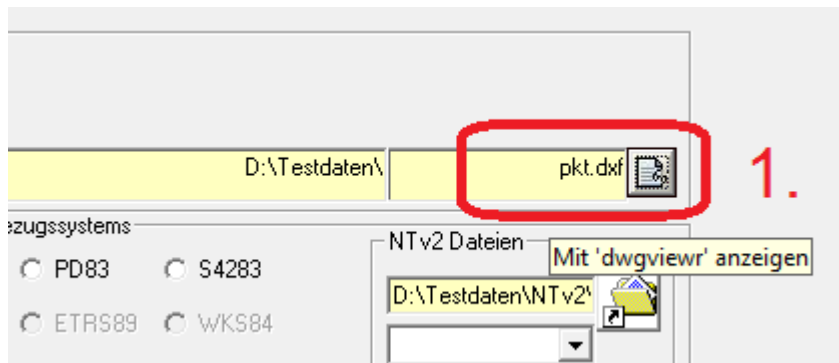 D:\Testdaten\ pkt.dxf 1.
ezugssystems
NTv2 Dateien
Mit 'dwgviewr' anzeigen
PD83 S4283
D:\Testdaten\NTv2\
ETRS89 WKS84